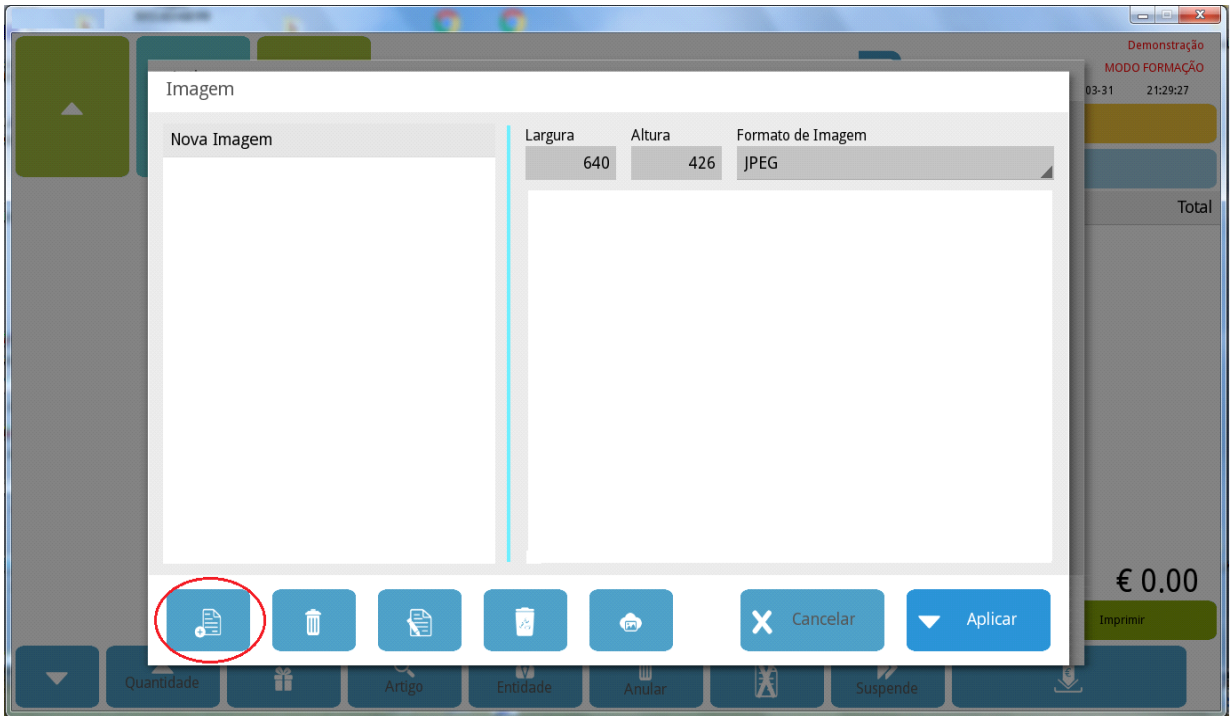 Demonstração
MODO FORMAÇÃO
03-31 21:29:27
Imagem
Nova Imagem
Largura Altura Formato de Imagem
640 426 JPEG
Total
€ 0.00
Cancelar Aplicar
Imprimir
Quantidade Artigo Entidade Anular Suspende